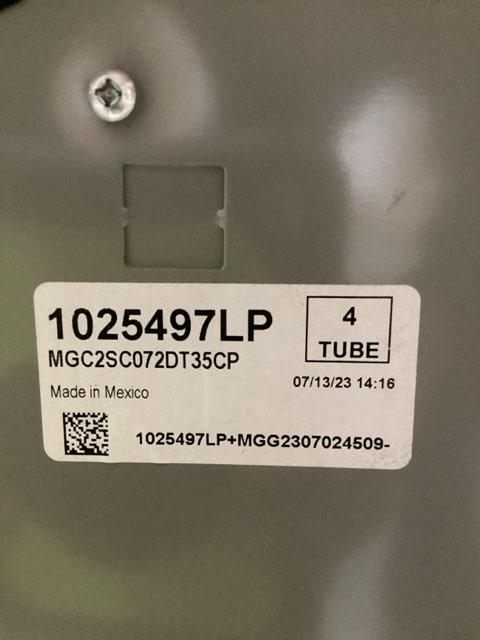 1025497LP
4
TUBE
MGC2SC072DT35CP
07/13/23 14:16
Made in Mexico
1025497LP+MGG2307024509-